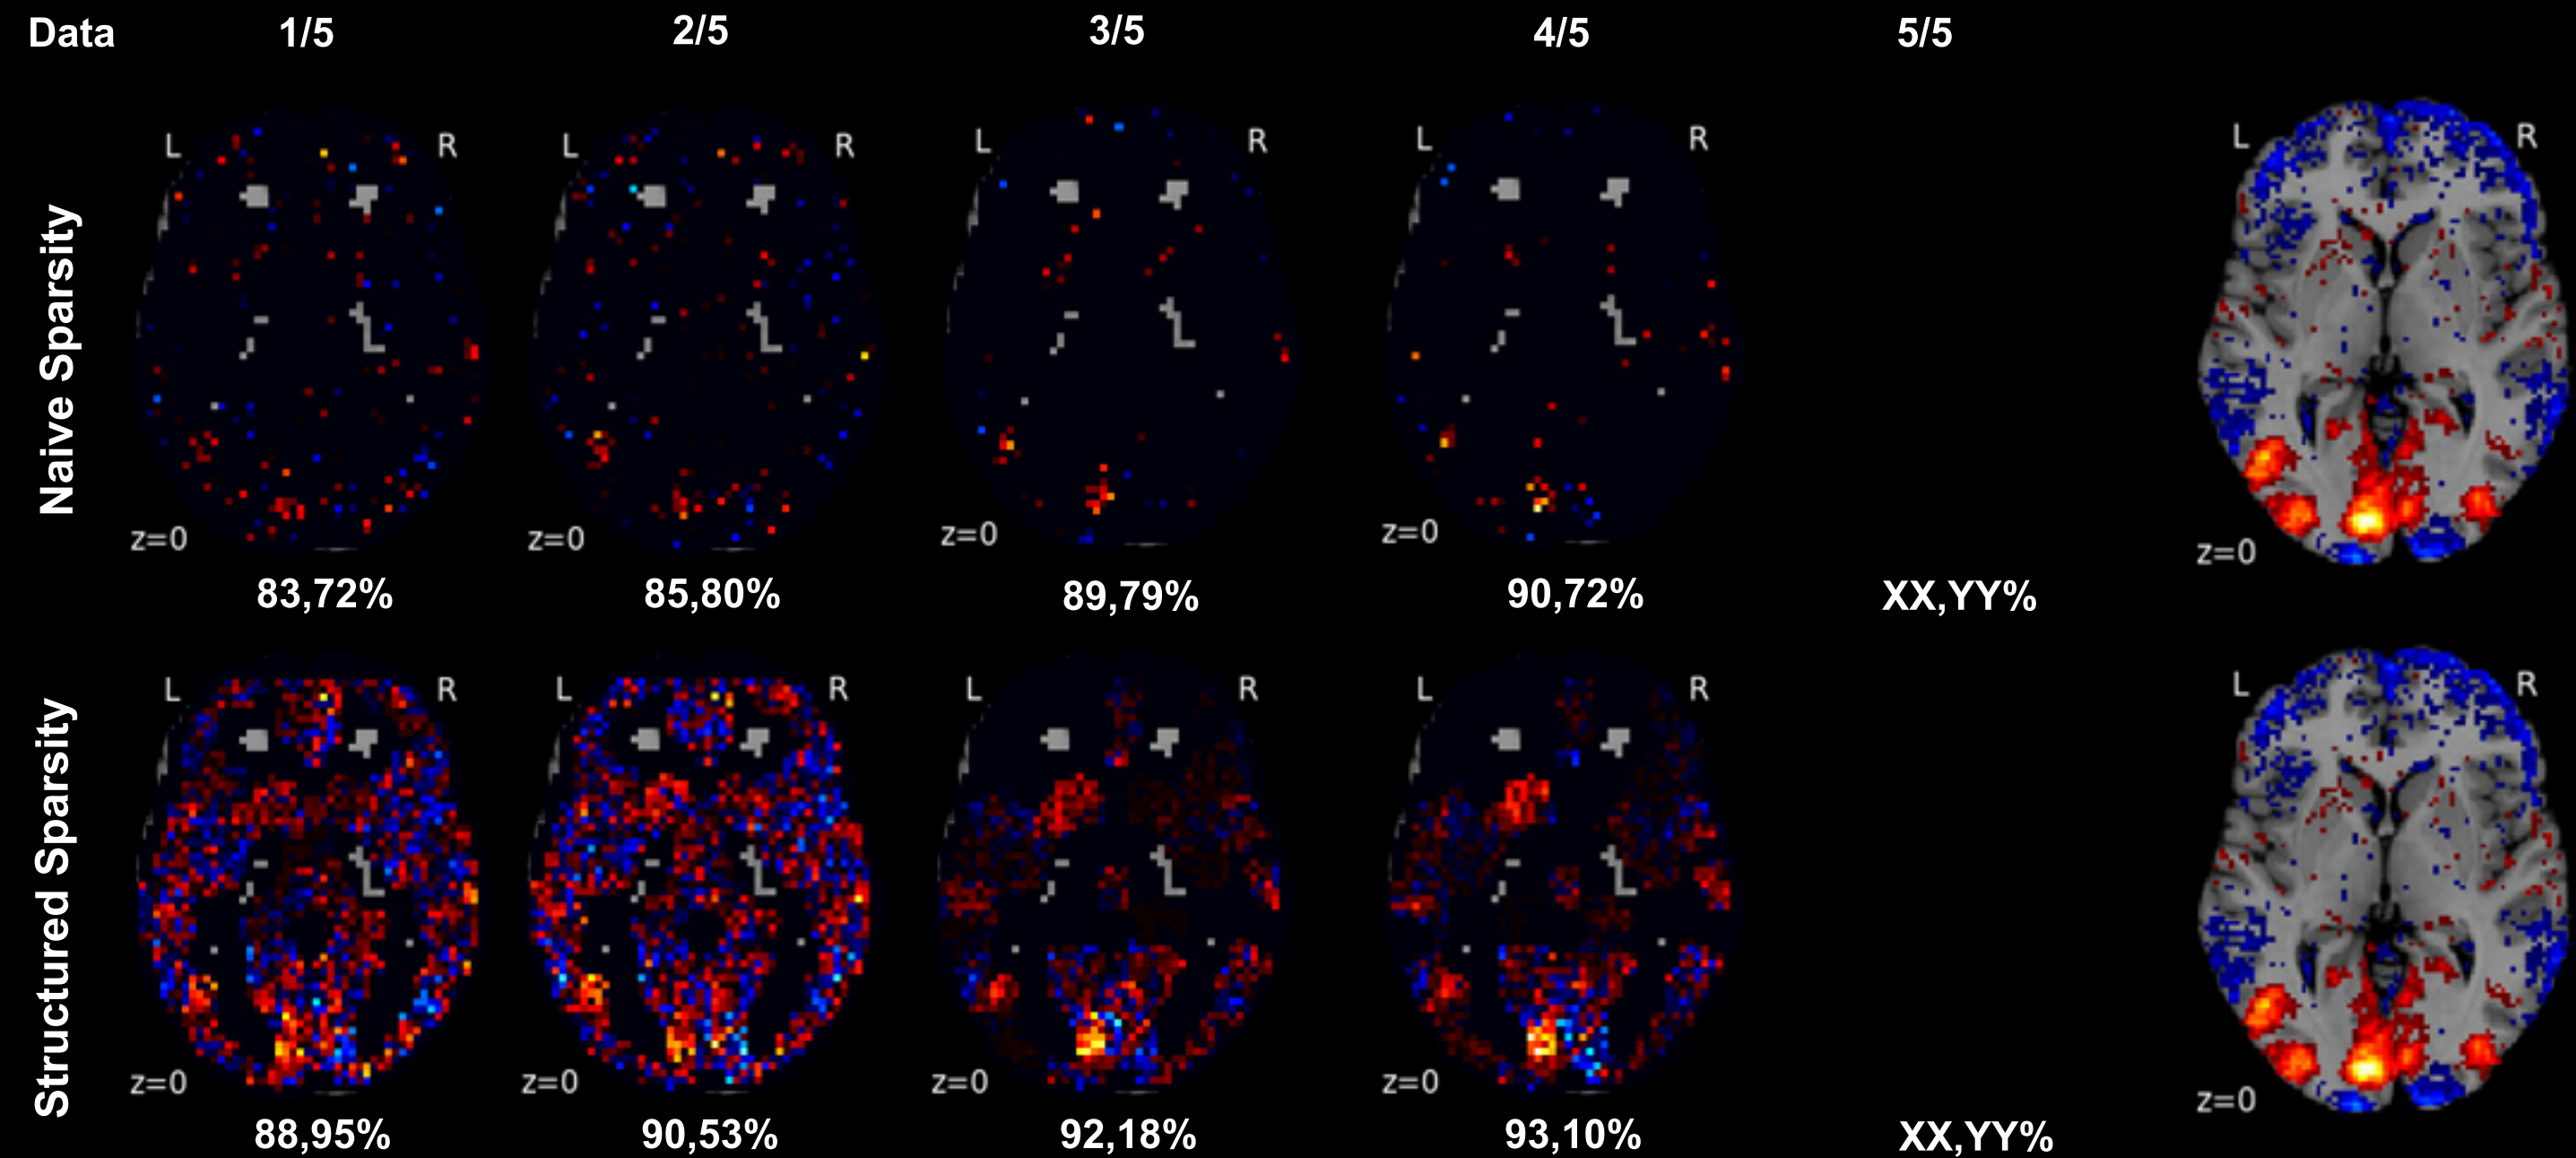 Data 1/5 2/5 3/5 4/5 5/5
Naive Sparsity
L R L R L R L R L R
z=0 z=0 z=0 z=0 z=0
83,72% 85,80% 89,79% 90,72% XX,YY%
Structured Sparsity
L R L R L R L R L R
z=0 z=0 z=0 z=0 z=0
88,95% 90,53% 92,18% 93,10% XX,YY%